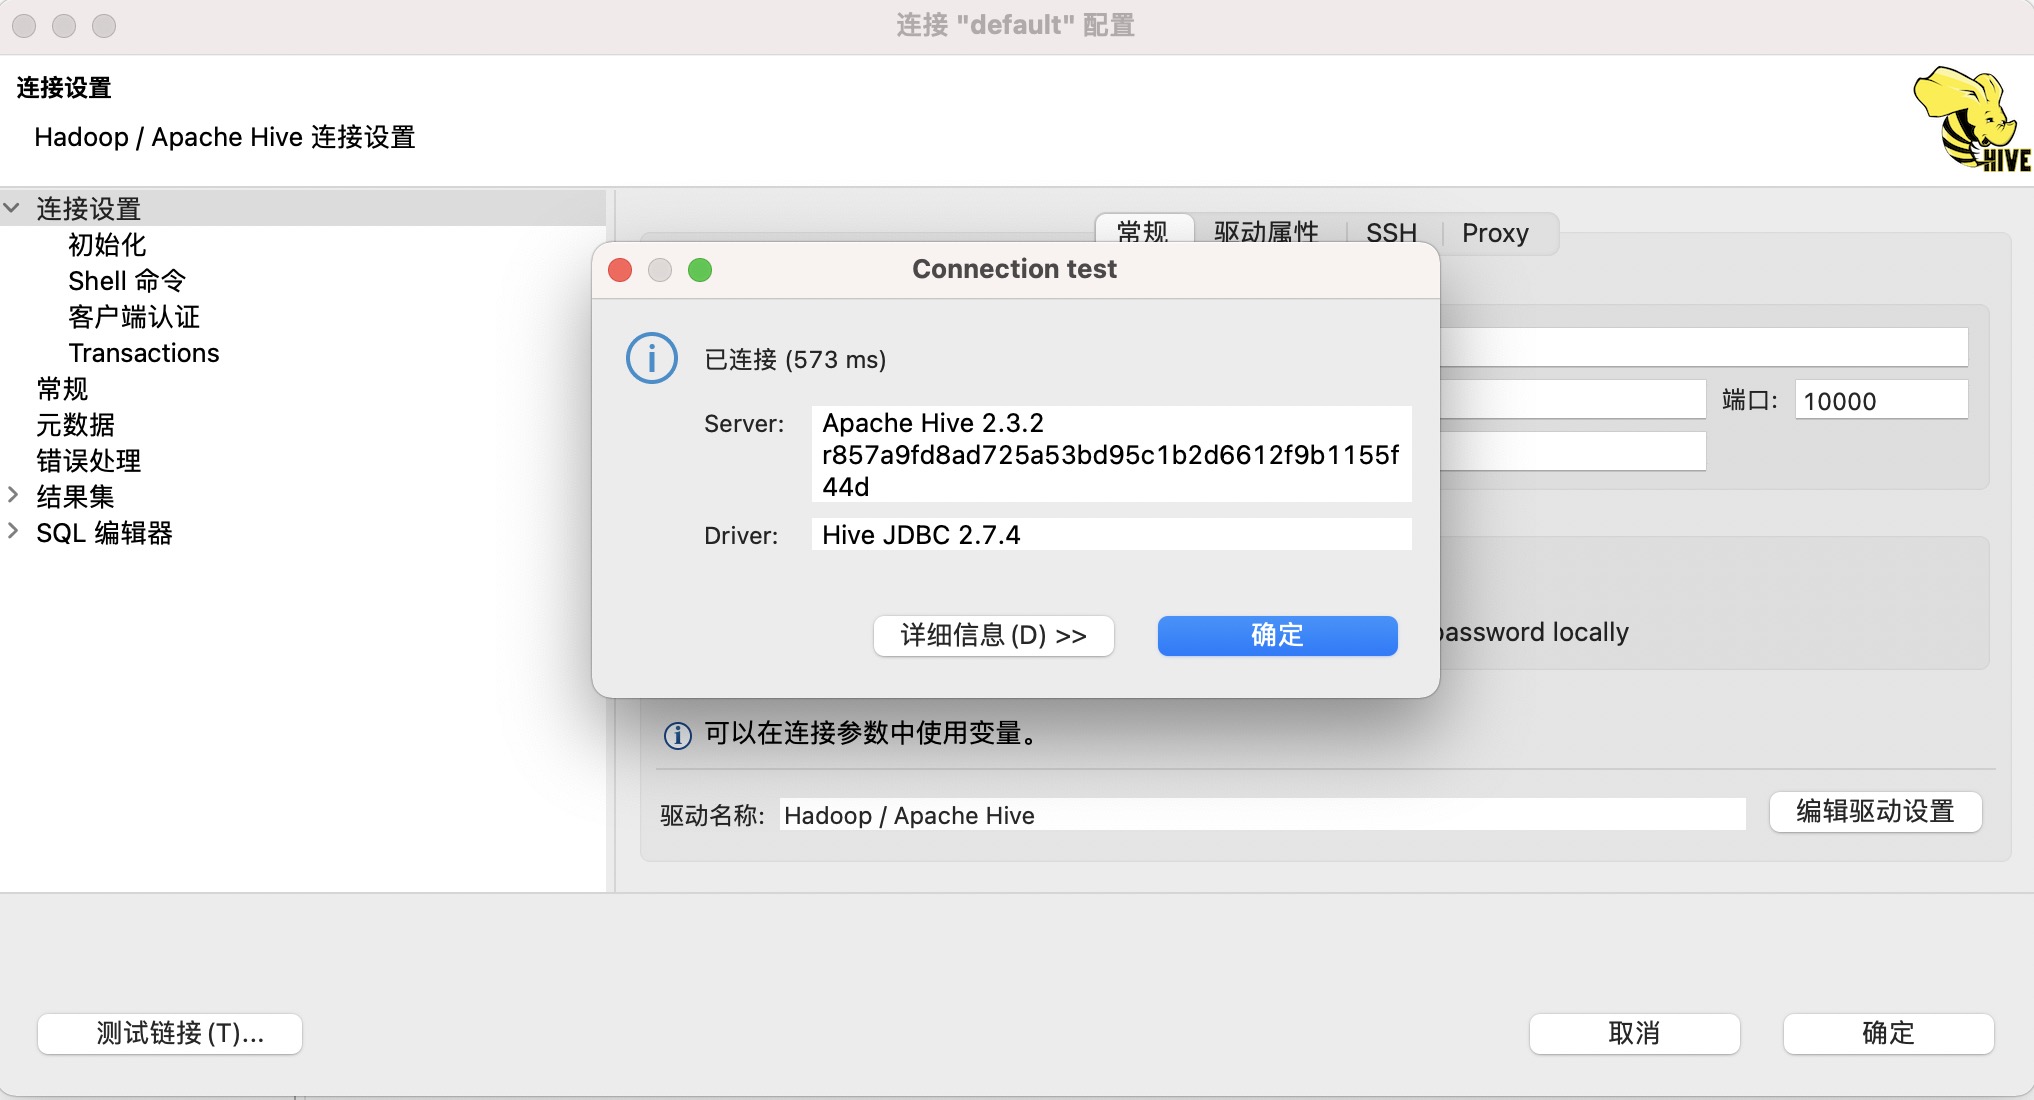 连接 "default" 配置
连接设置
Hadoop / Apache Hive 连接设置
HIVE
连接设置
初始化
Shell 命令
客户端认证
Transactions
常规
元数据
错误处理
结果集
SQL 编辑器
常规 驱动属性 SSH Proxy
端口: 10000
Connection test
已连接 (573 ms)
Server: Apache Hive 2.3.2
r857a9fd8ad725a53bd95c1b2d6612f9b1155f
44d
Driver: Hive JDBC 2.7.4
详细信息(D) >> 确定
password locally
可以在连接参数中使用变量。
驱动名称: Hadoop / Apache Hive 编辑驱动设置
测试链接(T)... 取消 确定